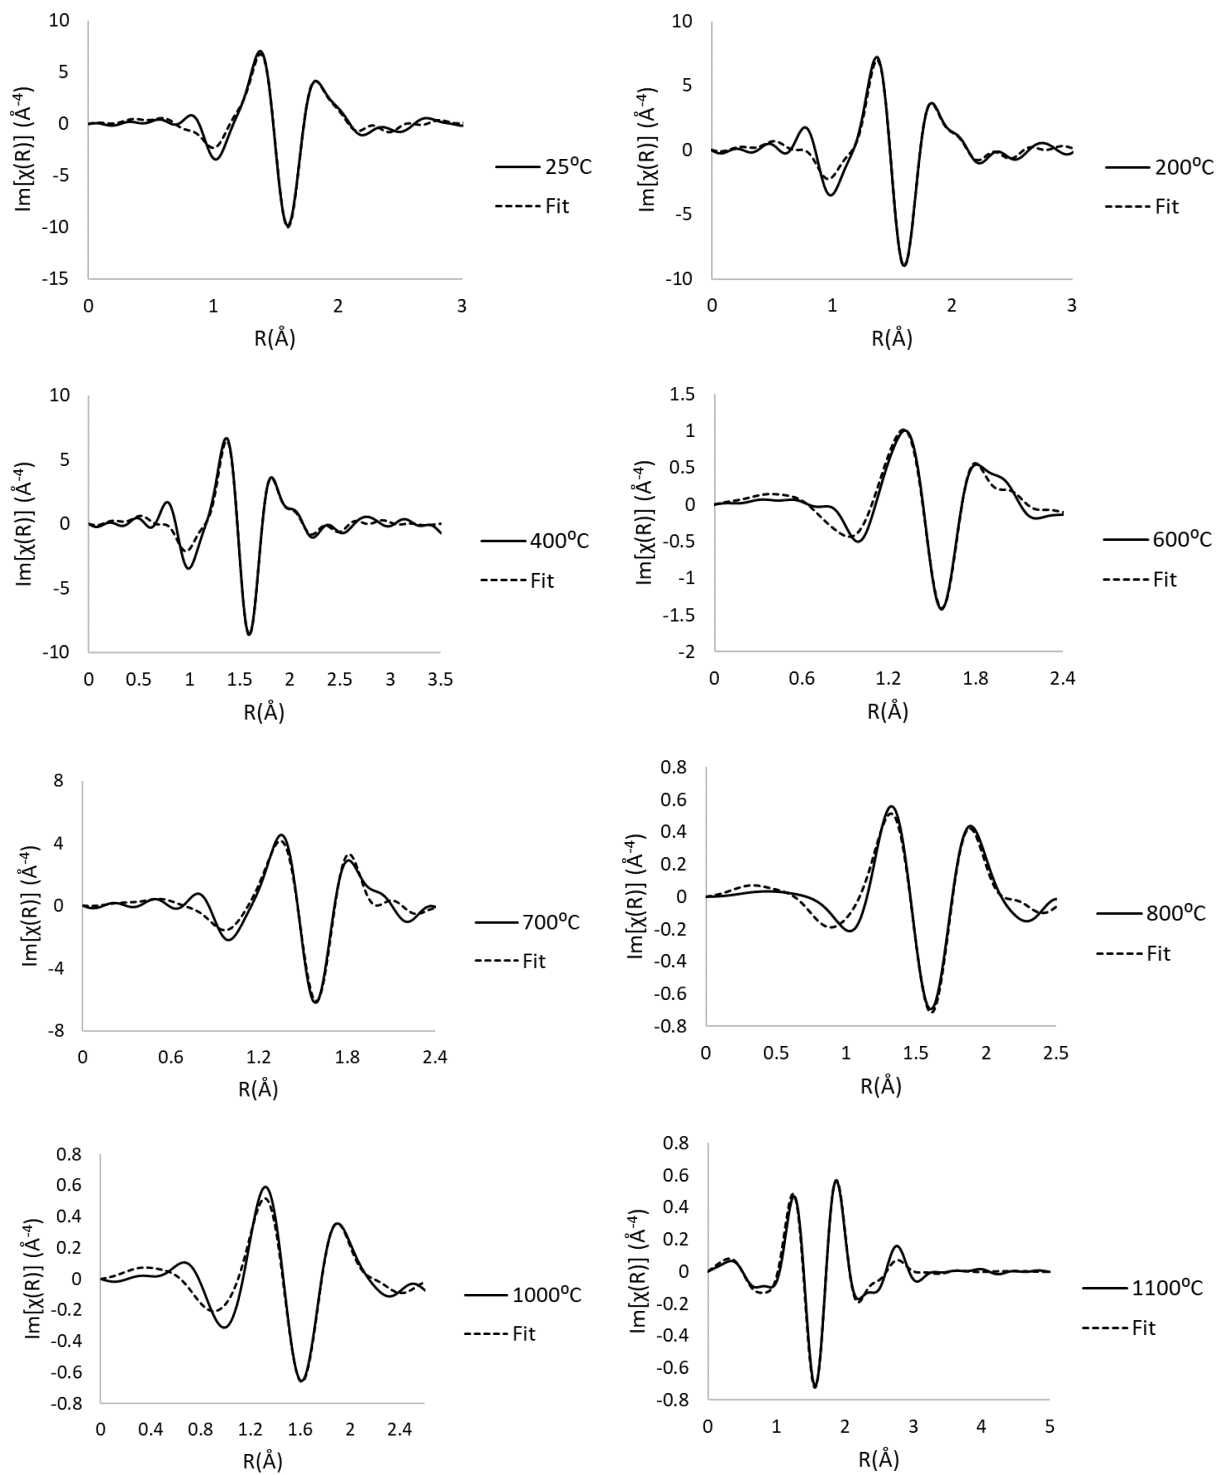 10
5
0
-5
-10
-15
Im[χ(R)] (Å-4)
0 1 2 3
R(Å)
25⁰C
Fit
10
5
0
-5
-10
Im[χ(R)] (Å-4)
0 1 2 3
R(Å)
200⁰C
Fit
10
5
0
-5
-10
Im[χ(R)] (Å-4)
0 0.5 1 1.5 2 2.5 3 3.5
R(Å)
400⁰C
Fit
1.5
1
0.5
0
-0.5
-1
-1.5
-2
Im[χ(R)] (Å-4)
0 0.6 1.2 1.8 2.4
R(Å)
600⁰C
Fit
8
4
0
-4
-8
Im[χ(R)] (Å-4)
0 0.6 1.2 1.8 2.4
R(Å)
700⁰C
Fit
0.8
0.6
0.4
0.2
0
-0.2
-0.4
-0.6
-0.8
Im[χ(R)] (Å-4)
0 0.5 1 1.5 2 2.5
R(Å)
800⁰C
Fit
0.8
0.6
0.4
0.2
0
-0.2
-0.4
-0.6
-0.8
Im[χ(R)] (Å-4)
0 0.4 0.8 1.2 1.6 2 2.4
R(Å)
1000⁰C
Fit
0.8
0.6
0.4
0.2
0
-0.2
-0.4
-0.6
-0.8
Im[χ(R)] (Å-4)
0 1 2 3 4 5
R(Å)
1100⁰C
Fit